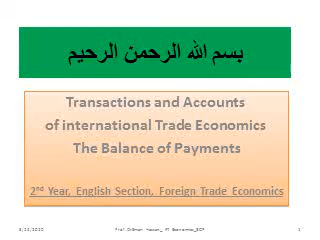 بسم الله الرحمن الرحيم
Transactions and Accounts
of international Trade Economics
The Balance of Payments
2nd Year, English Section, Foreign Trade Economics
1